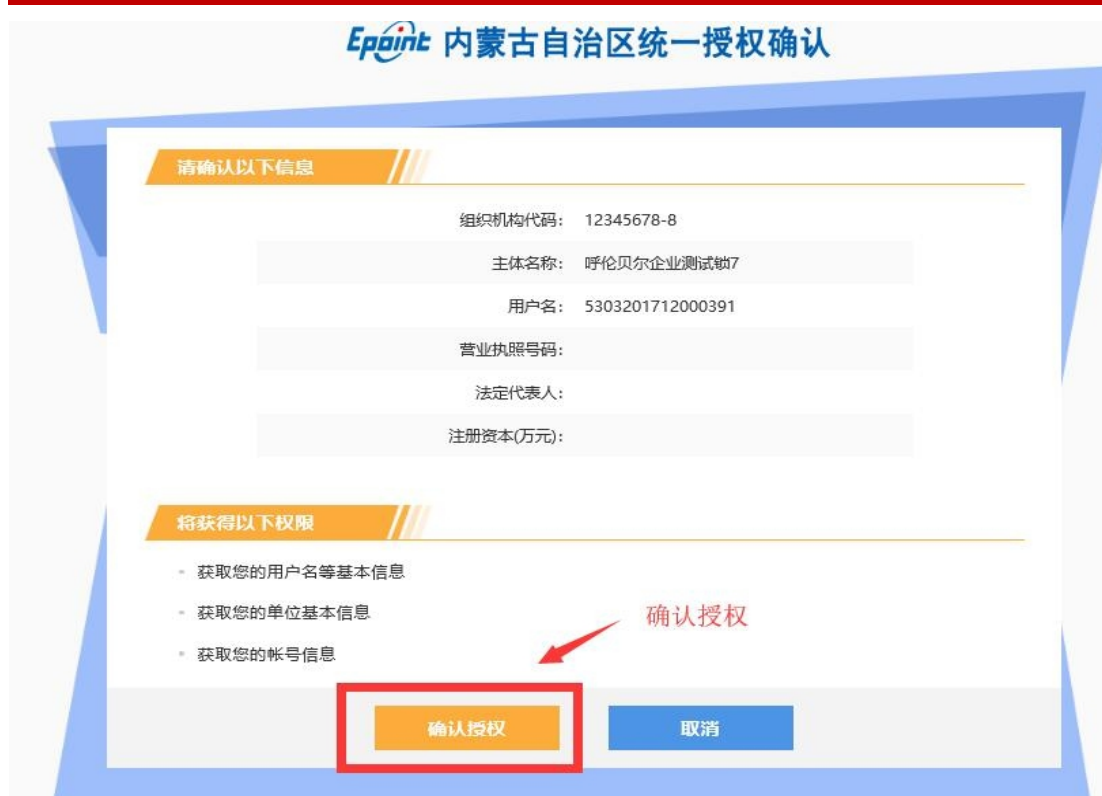 Epoint 内蒙古自治区统一授权确认
请确认以下信息
组织机构代码: 12345678-8
主体名称: 呼伦贝尔企业测试锁7
用户名: 5303201712000391
营业执照号码:
法定代表人:
注册资本(万元):
将获得以下权限
获取您的用户名等基本信息
获取您的单位基本信息
确认授权
获取您的帐号信息
确认授权 取消